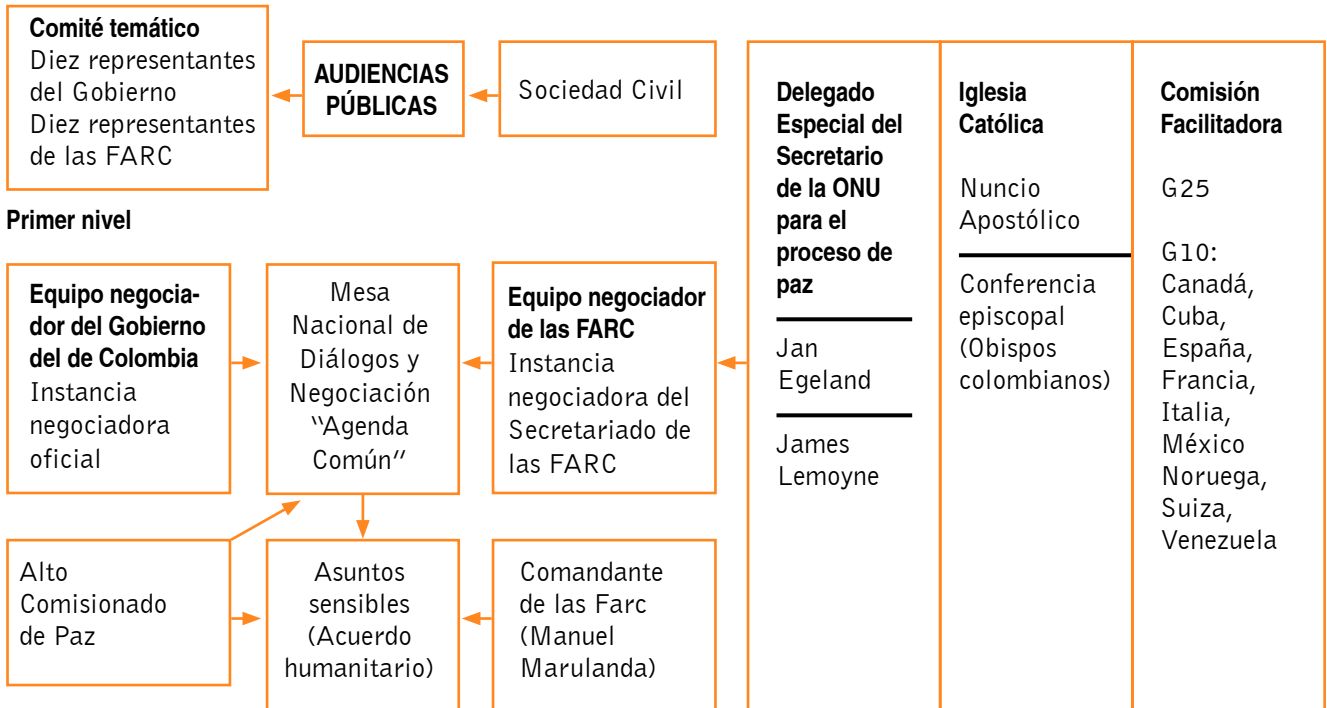 Comité temático
Diez representantes
del Gobierno
Diez representantes
de las FARC
AUDIENCIAS
PÚBLICAS
Sociedad Civil
Primer nivel
Equipo negocia-
dor del Gobierno
del de Colombia
Instancia
negociadora
oficial
Mesa
Nacional de
Diálogos y
Negociación
“Agenda
Común”
Equipo negociador
de las FARC
Instancia
negociadora del
Secretariado de
las FARC
Alto
Comisionado
de Paz
Asuntos
sensibles
(Acuerdo
humanitario)
Comandante
de las Farc
(Manuel
Marulanda)
Delegado
Especial del
Secretario
de la ONU
para el
proceso de
paz
Jan
Egeland
James
Lemoyne
Iglesia
Católica
Nuncio
Apostólico
Conferencia
episcopal
(Obispos
colombianos)
Comisión
Facilitadora
G25
G10:
Canadá,
Cuba,
España,
Francia,
Italia,
México
Noruega,
Suiza,
Venezuela